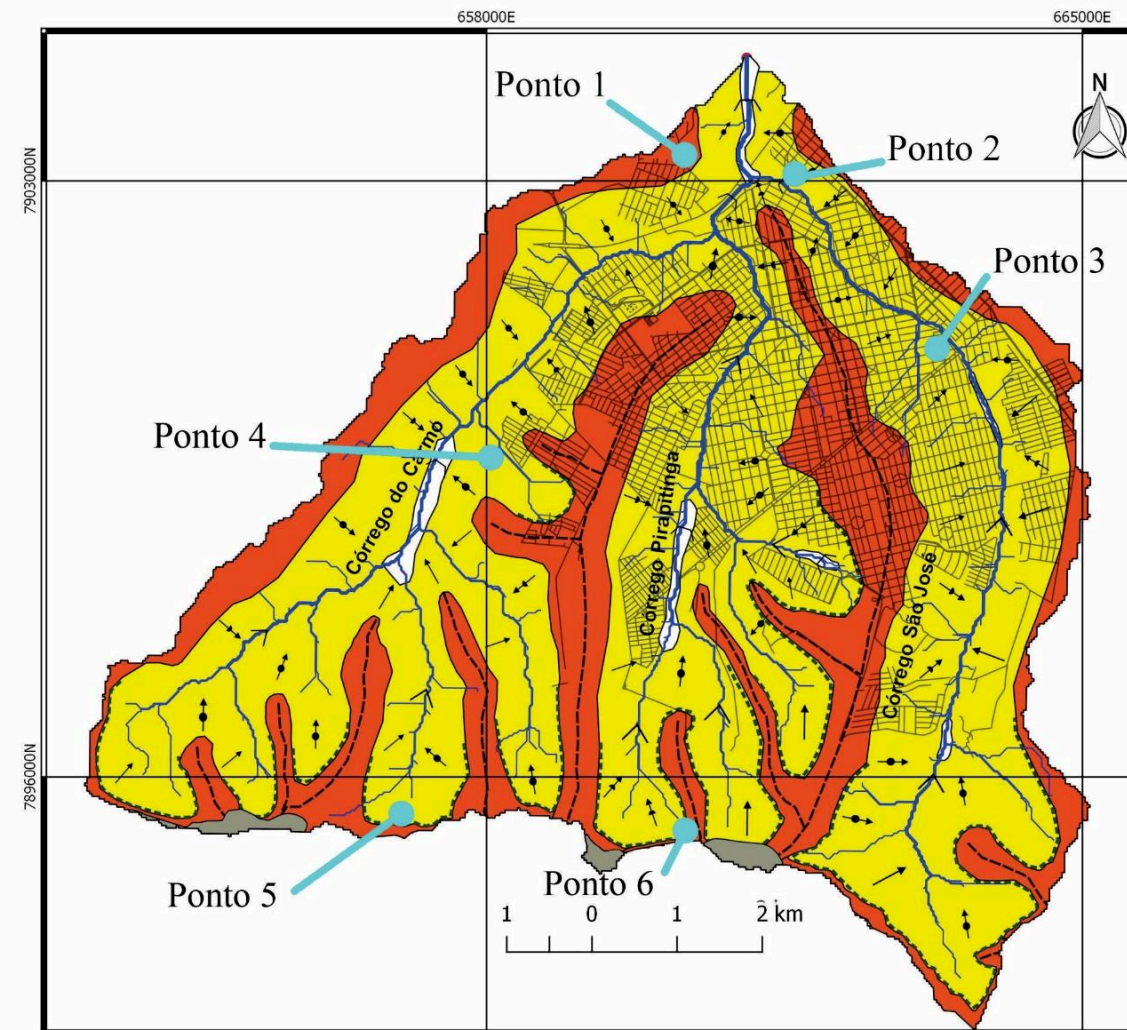 658000E
665000E
N
Ponto 1
Ponto 2
7903000N
Ponto 3
Ponto 4
Córrego do Carmo
Córrego Pirapitinga
Córrego São José
7896000N
Ponto 5
Ponto 6
1 0 1 2 km